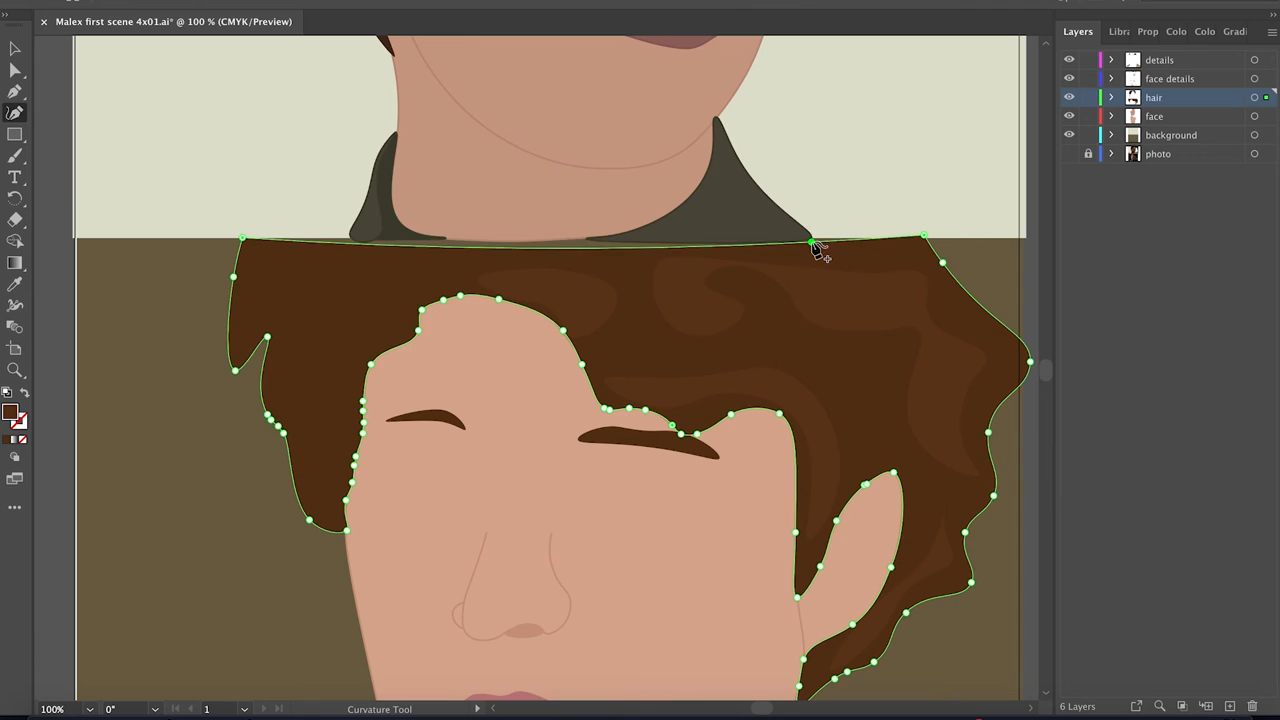 Malex first scene 4x01.ai* @ 100 % (CMYK/Preview)
Layers Libra Prop Colo Colo Gradi
details
face details
hair
face
background
photo
100% 0° 1 Curvature Tool
6 Layers